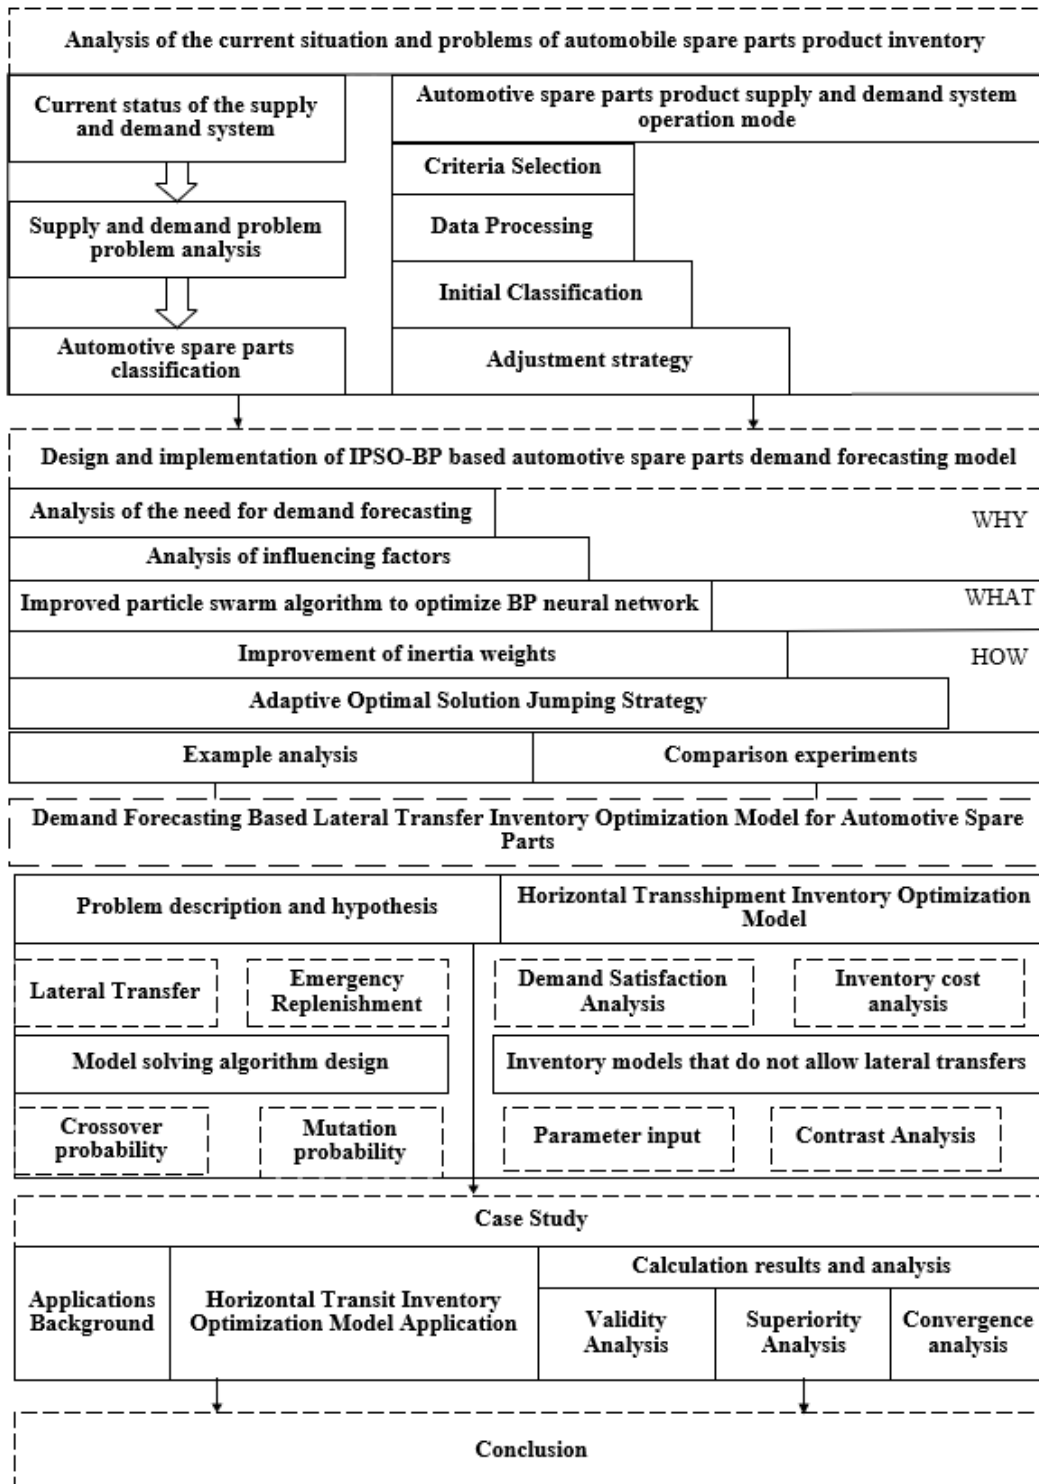 Analysis of the current situation and problems of automobile spare parts product inventory
Current status of the supply
and demand system
Supply and demand problem
problem analysis
Automotive spare parts
classification
Automotive spare parts product supply and demand system
operation mode
Criteria Selection
Data Processing
Initial Classification
Adjustment strategy
Design and implementation of IPSO-BP based automotive spare parts demand forecasting model
Analysis of the need for demand forecasting
WHY
Analysis of influencing factors
Improved particle swarm algorithm to optimize BP neural network
WHAT
Improvement of inertia weights
HOW
Adaptive Optimal Solution Jumping Strategy
Example analysis
Comparison experiments
Demand Forecasting Based Lateral Transfer Inventory Optimization Model for Automotive Spare
Parts
Problem description and hypothesis
Horizontal Transshipment Inventory Optimization
Model
Lateral Transfer
Emergency
Replenishment
Demand Satisfaction
Analysis
Inventory cost
analysis
Model solving algorithm design
Inventory models that do not allow lateral transfers
Crossover
probability
Mutation
probability
Parameter input
Contrast Analysis
Case Study
Applications
Background
Horizontal Transit Inventory
Optimization Model Application
Calculation results and analysis
Validity
Analysis
Superiority
Analysis
Convergence
analysis
Conclusion